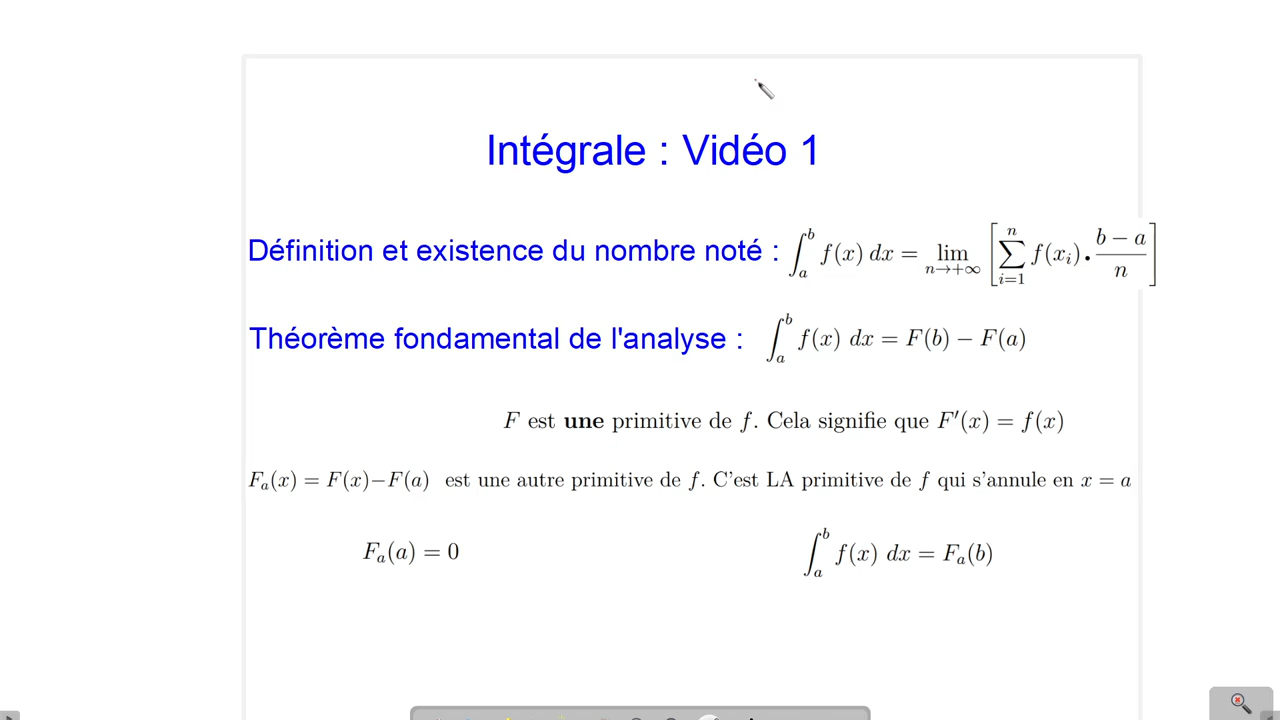 Intégrale : Vidéo 1
Définition et existence du nombre noté : ∫_a^b f(x) dx = lim_{n→+∞} [∑_{i=1}^n f(x_i) . (b − a)/n]
Théorème fondamental de l'analyse : ∫_a^b f(x) dx = F(b) − F(a)
F est une primitive de f. Cela signifie que F′(x) = f(x)
F_a(x) = F(x)−F(a) est une autre primitive de f. C'est LA primitive de f qui s'annule en x = a
F_a(a) = 0 ∫_a^b f(x) dx = F_a(b)